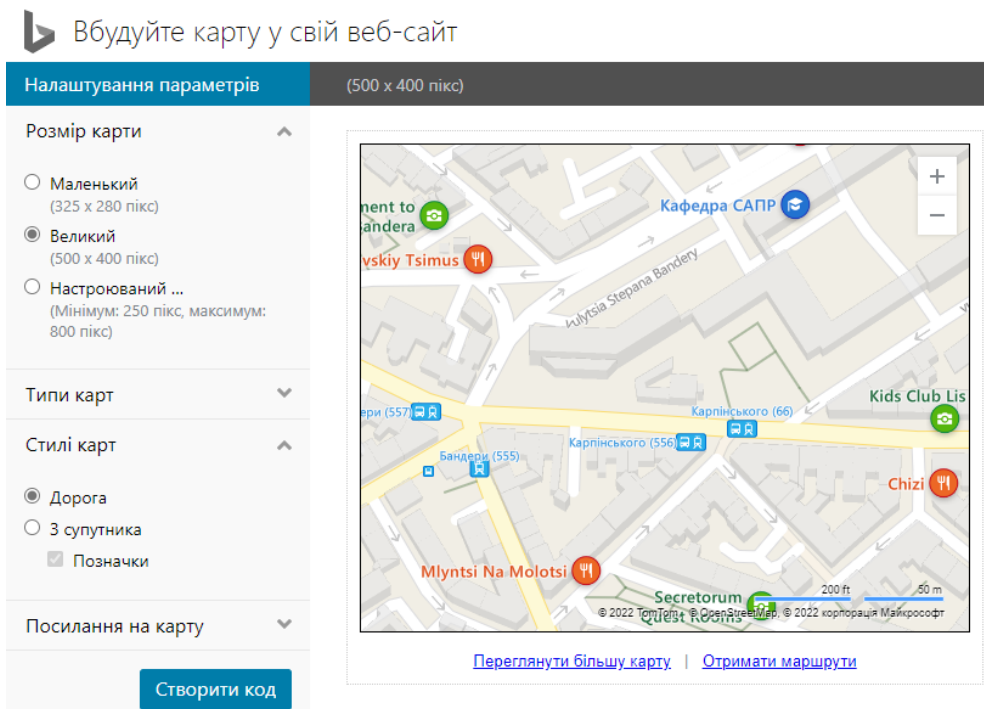 Вбудуйте карту у свій веб-сайт
Налаштування параметрів
(500 x 400 пікс)
Розмір карти
Маленький
(325 x 280 пікс)
Великий
(500 x 400 пікс)
Настроюваний ...
(Мінімум: 250 пікс, максимум:
800 пікс)
Типи карт
Стилі карт
Дорога
З супутника
Позначки
Посилання на карту
Створити код
+
−
ment to
andera
Кафедра САПР
vskiy Tsimus
Vulytsia Stepana Bandery
Kids Club Lis
ери (557)
Карпінського (66)
Карпінського (556)
Бандери (555)
Chizi
Mlyntsi Na Molotsi
Secretorum
Quest Rooms
200 ft
50 m
© 2022 TomTom, © OpenStreetMap, © 2022 корпорація Майкрософт
Переглянути більшу карту | Отримати маршрути